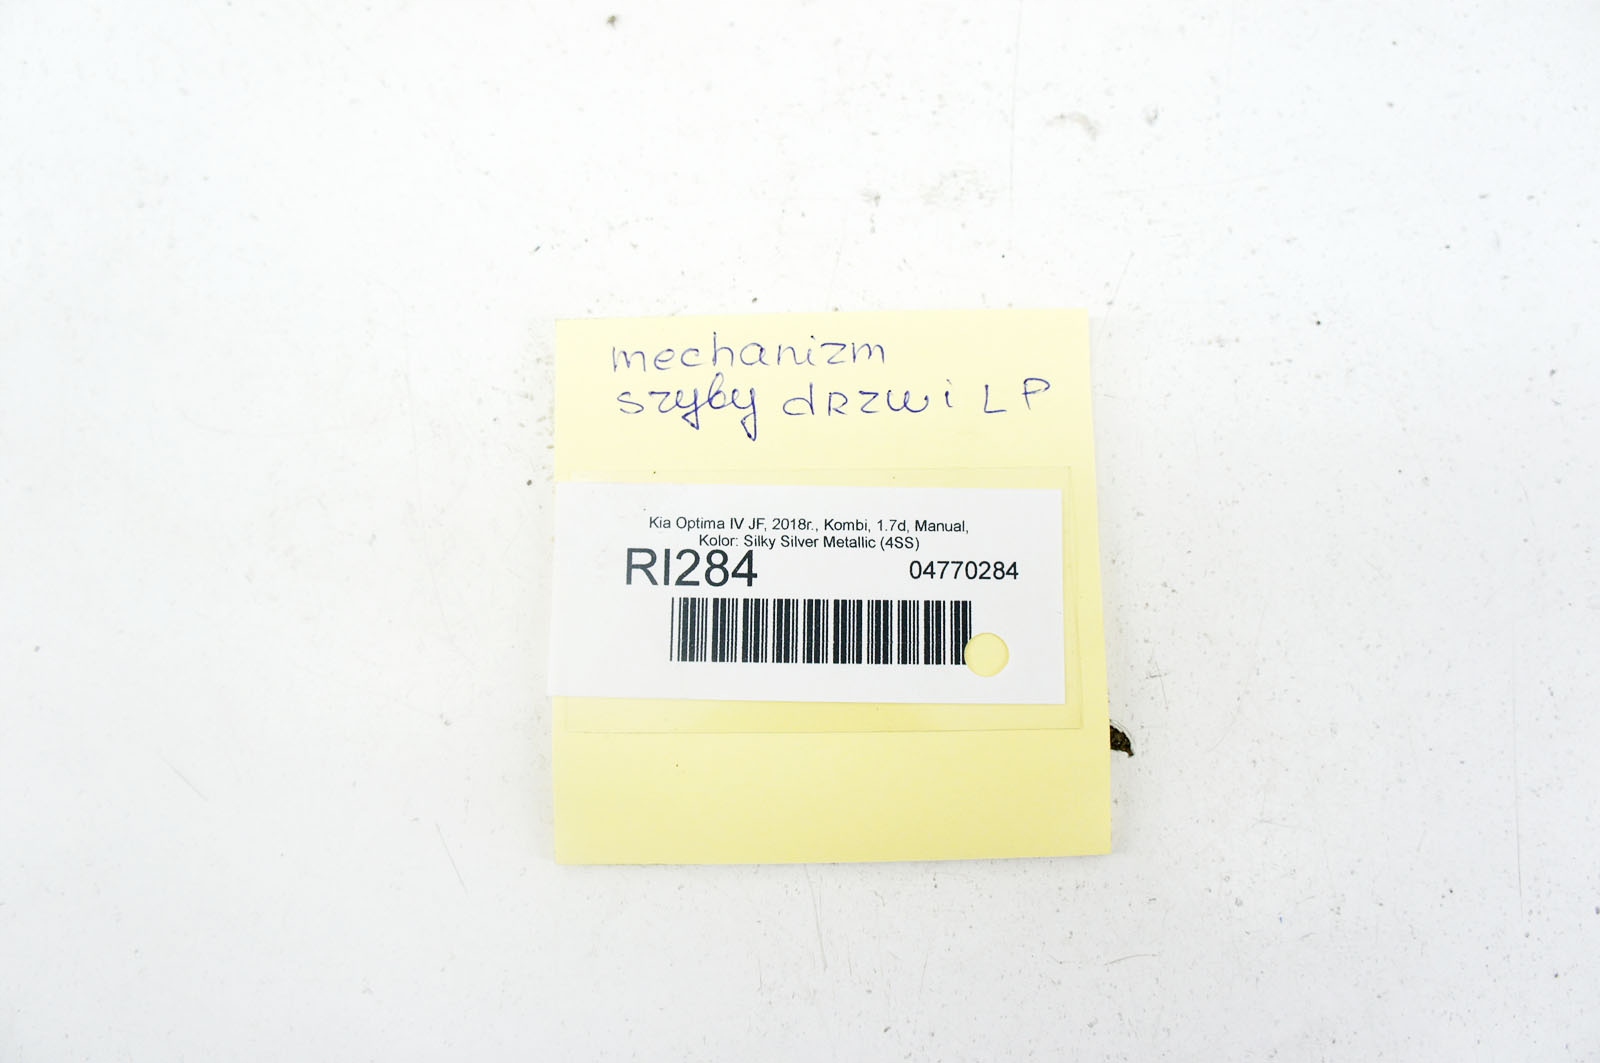 mechanizm
szyby dRzwi L P
Kia Optima IV JF, 2018r., Kombi, 1.7d, Manual,
Kolor: Silky Silver Metallic (4SS)
RI284 04770284